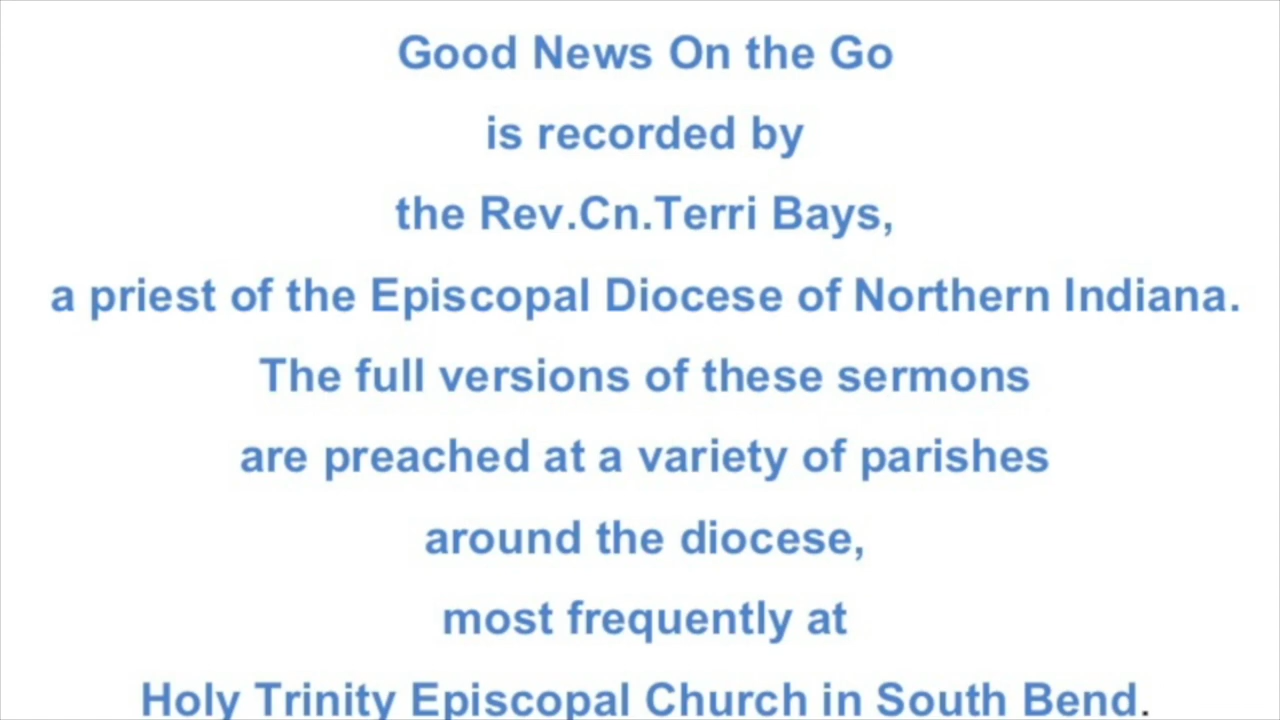 Good News On the Go
is recorded by
the Rev.Cn.Terri Bays,
a priest of the Episcopal Diocese of Northern Indiana.
The full versions of these sermons
are preached at a variety of parishes
around the diocese,
most frequently at
Holy Trinity Episcopal Church in South Bend.